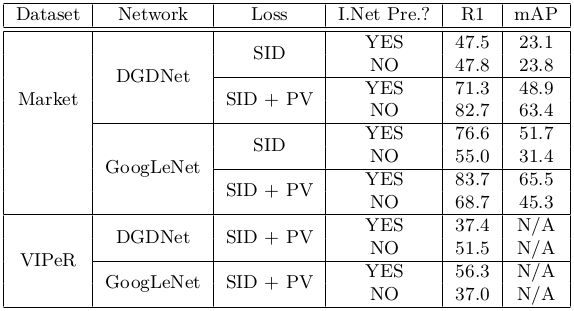 Dataset Network Loss I.Net Pre.? R1 mAP
Market DGDNet SID YES 47.5 23.1
NO 47.8 23.8
SID + PV YES 71.3 48.9
NO 82.7 63.4
GoogLeNet SID YES 76.6 51.7
NO 55.0 31.4
SID + PV YES 83.7 65.5
NO 68.7 45.3
VIPeR DGDNet SID + PV YES 37.4 N/A
NO 51.5 N/A
GoogLeNet SID + PV YES 56.3 N/A
NO 37.0 N/A